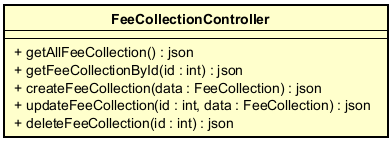 FeeCollectionController
+ getAllFeeCollection() : json
+ getFeeCollectionById(id : int) : json
+ createFeeCollection(data : FeeCollection) : json
+ updateFeeCollection(id : int, data : FeeCollection) : json
+ deleteFeeCollection(id : int) : json